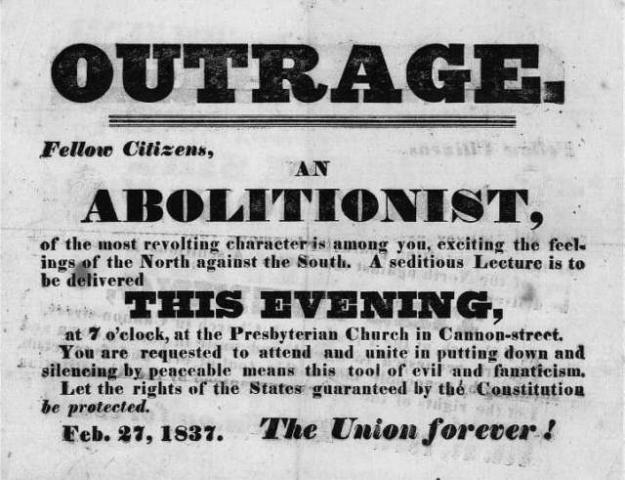 OUTRAGE.
Fellow Citizens,
AN
ABOLITIONIST,
of the most revolting character is among you, exciting the feel-
ings of the North against the South. A seditious Lecture is to
be delivered
THIS EVENING,
at 7 o'clock, at the Presbyterian Church in Cannon-street.
You are requested to attend and unite in putting down and
silencing by peaceable means this tool of evil and fanaticism.
Let the rights of the States guaranteed by the Constitution
be protected.
Feb. 27, 1837. The Union forever!